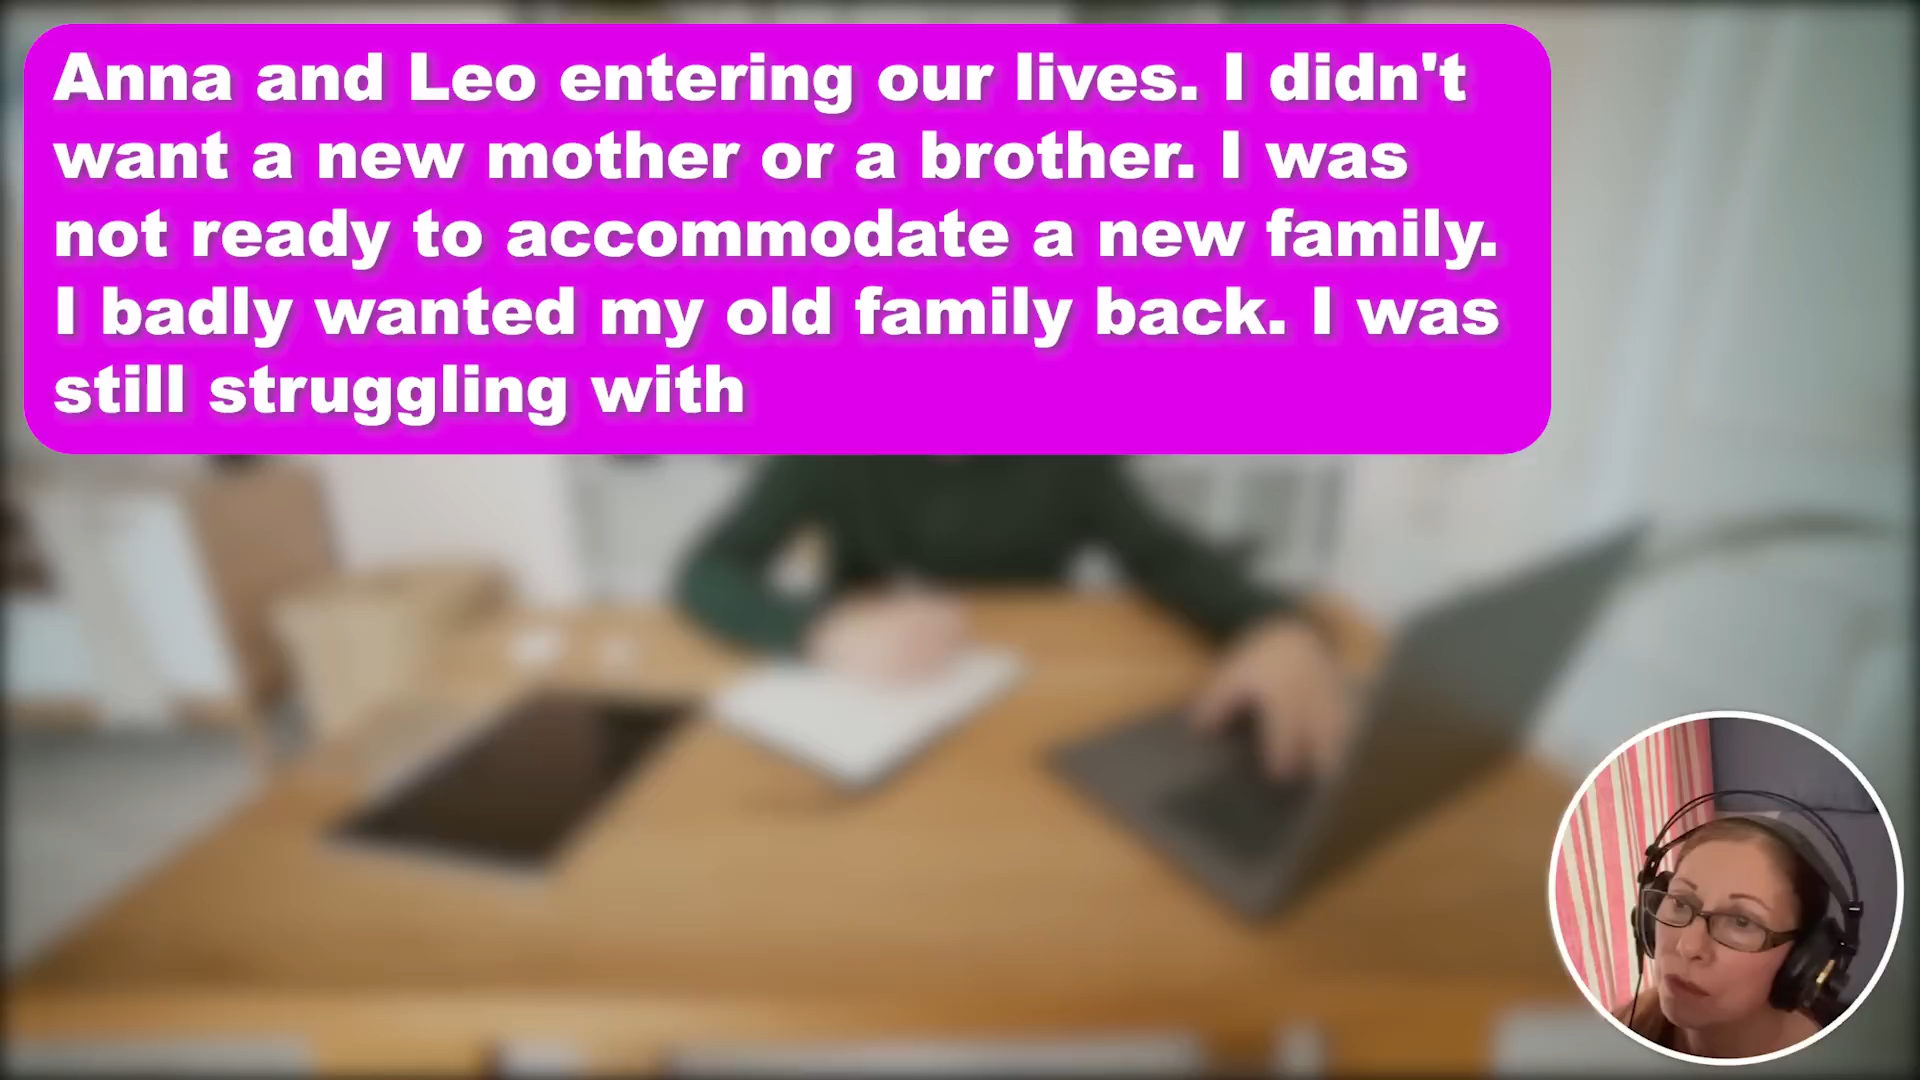 Anna and Leo entering our lives. I didn't
want a new mother or a brother. I was
not ready to accommodate a new family.
I badly wanted my old family back. I was
still struggling with